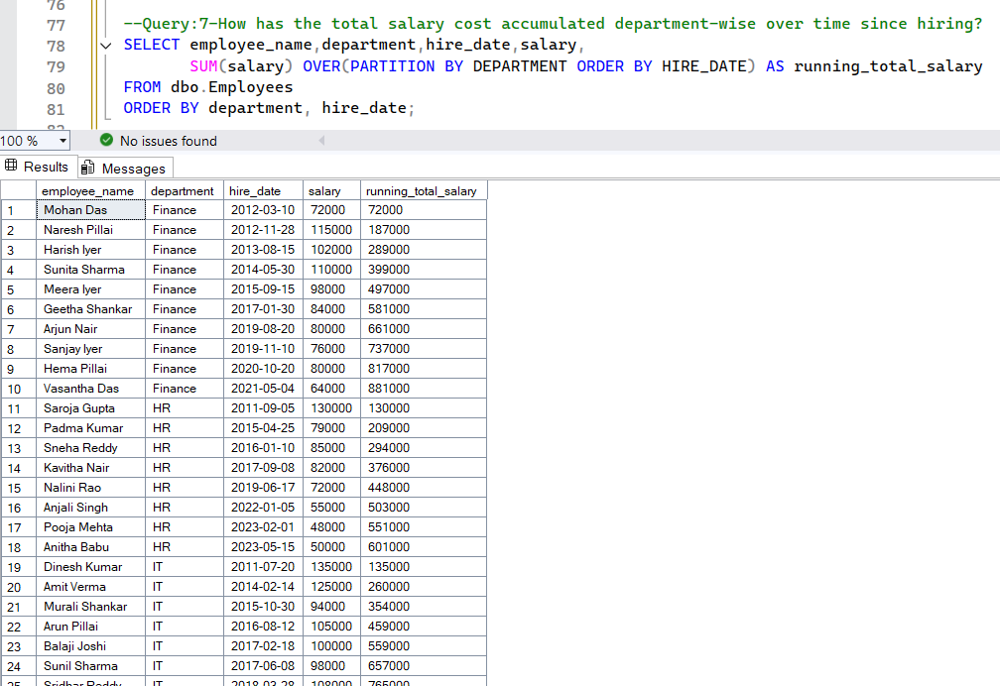 76
77 --Query:7-How has the total salary cost accumulated department-wise over time since hiring?
78 SELECT employee_name,department,hire_date,salary,
79 SUM(salary) OVER(PARTITION BY DEPARTMENT ORDER BY HIRE_DATE) AS running_total_salary
80 FROM dbo.Employees
81 ORDER BY department, hire_date;
82
100 % No issues found
Results Messages
employee_name department hire_date salary running_total_salary
1 Mohan Das Finance 2012-03-10 72000 72000
2 Naresh Pillai Finance 2012-11-28 115000 187000
3 Harish Iyer Finance 2013-08-15 102000 289000
4 Sunita Sharma Finance 2014-05-30 110000 399000
5 Meera Iyer Finance 2015-09-15 98000 497000
6 Geetha Shankar Finance 2017-01-30 84000 581000
7 Arjun Nair Finance 2019-08-20 80000 661000
8 Sanjay Iyer Finance 2019-11-10 76000 737000
9 Hema Pillai Finance 2020-10-20 80000 817000
10 Vasantha Das Finance 2021-05-04 64000 881000
11 Saroja Gupta HR 2011-09-05 130000 130000
12 Padma Kumar HR 2015-04-25 79000 209000
13 Sneha Reddy HR 2016-01-10 85000 294000
14 Kavitha Nair HR 2017-09-08 82000 376000
15 Nalini Rao HR 2019-06-17 72000 448000
16 Anjali Singh HR 2022-01-05 55000 503000
17 Pooja Mehta HR 2023-02-01 48000 551000
18 Anitha Babu HR 2023-05-15 50000 601000
19 Dinesh Kumar IT 2011-07-20 135000 135000
20 Amit Verma IT 2014-02-14 125000 260000
21 Murali Shankar IT 2015-10-30 94000 354000
22 Arun Pillai IT 2016-08-12 105000 459000
23 Balaji Joshi IT 2017-02-18 100000 559000
24 Sunil Sharma IT 2017-06-08 98000 657000
25 Sridhar Reddy IT 2018-03-28 108000 765000